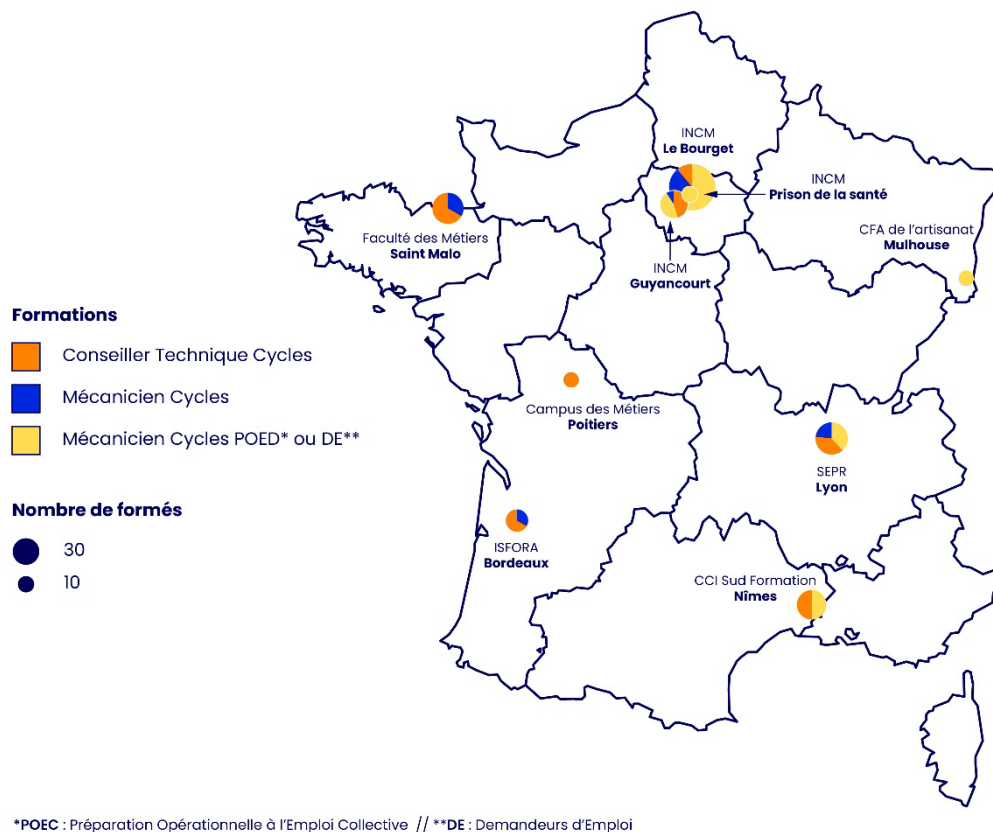 INCM
Le Bourget
INCM
Prison de la santé
CFA de l'artisanat
Mulhouse
Faculté des Métiers
Saint Malo
INCM
Guyancourt
Formations
Conseiller Technique Cycles
Mécanicien Cycles
Mécanicien Cycles POED* ou DE**
Campus des Métiers
Poitiers
SEPR
Lyon
Nombre de formés
30
10
ISFORA
Bordeaux
CCI Sud Formation
Nîmes
*POEC : Préparation Opérationnelle à l'Emploi Collective // **DE : Demandeurs d'Emploi